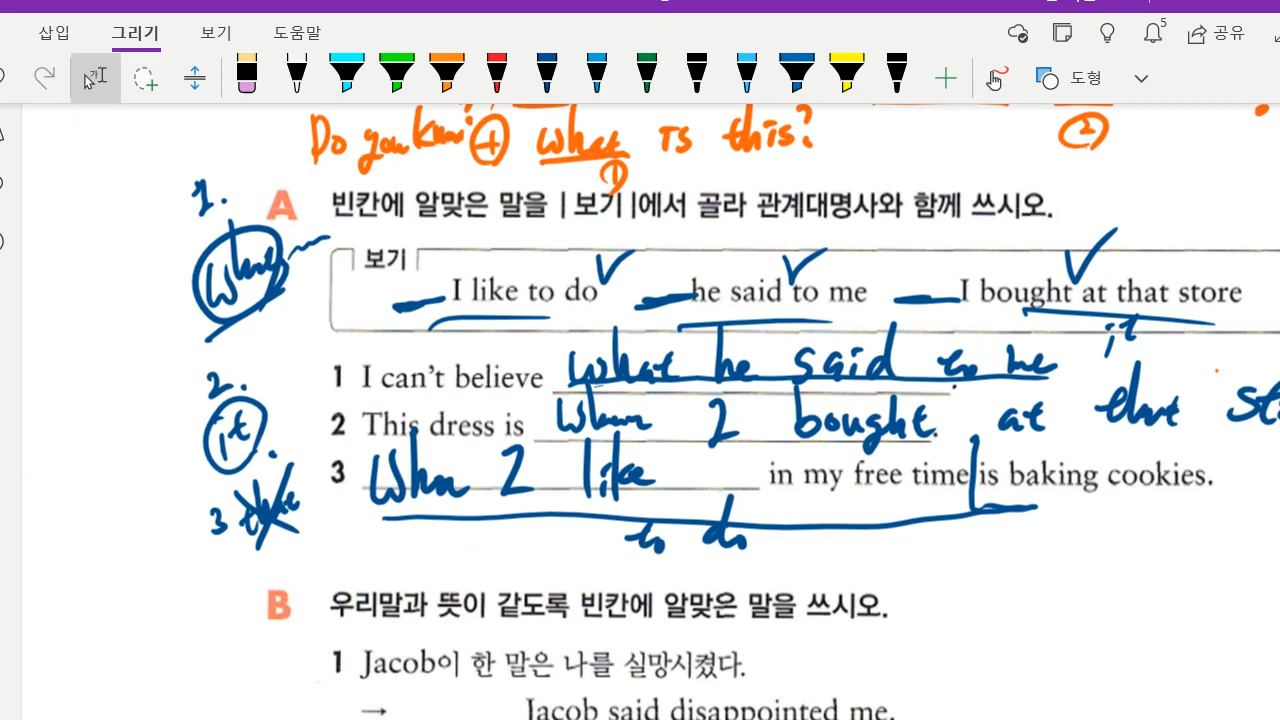 삽입 그리기 보기 도움말 5 공유
도형
Do you know + what is this? ②
①
1. A 빈칸에 알맞은 말을 | 보기 |에서 골라 관계대명사와 함께 쓰시오.
what
보기
I like to do he said to me I bought at that store
it
1 I can't believe what he said to me
2.
it. 2 This dress is what I bought at that
3 what I like in my free time is baking cookies.
3
to do
B 우리말과 뜻이 같도록 빈칸에 알맞은 말을 쓰시오.
1 Jacob이 한 말은 나를 실망시켰다.
→ Jacob said disappointed me.